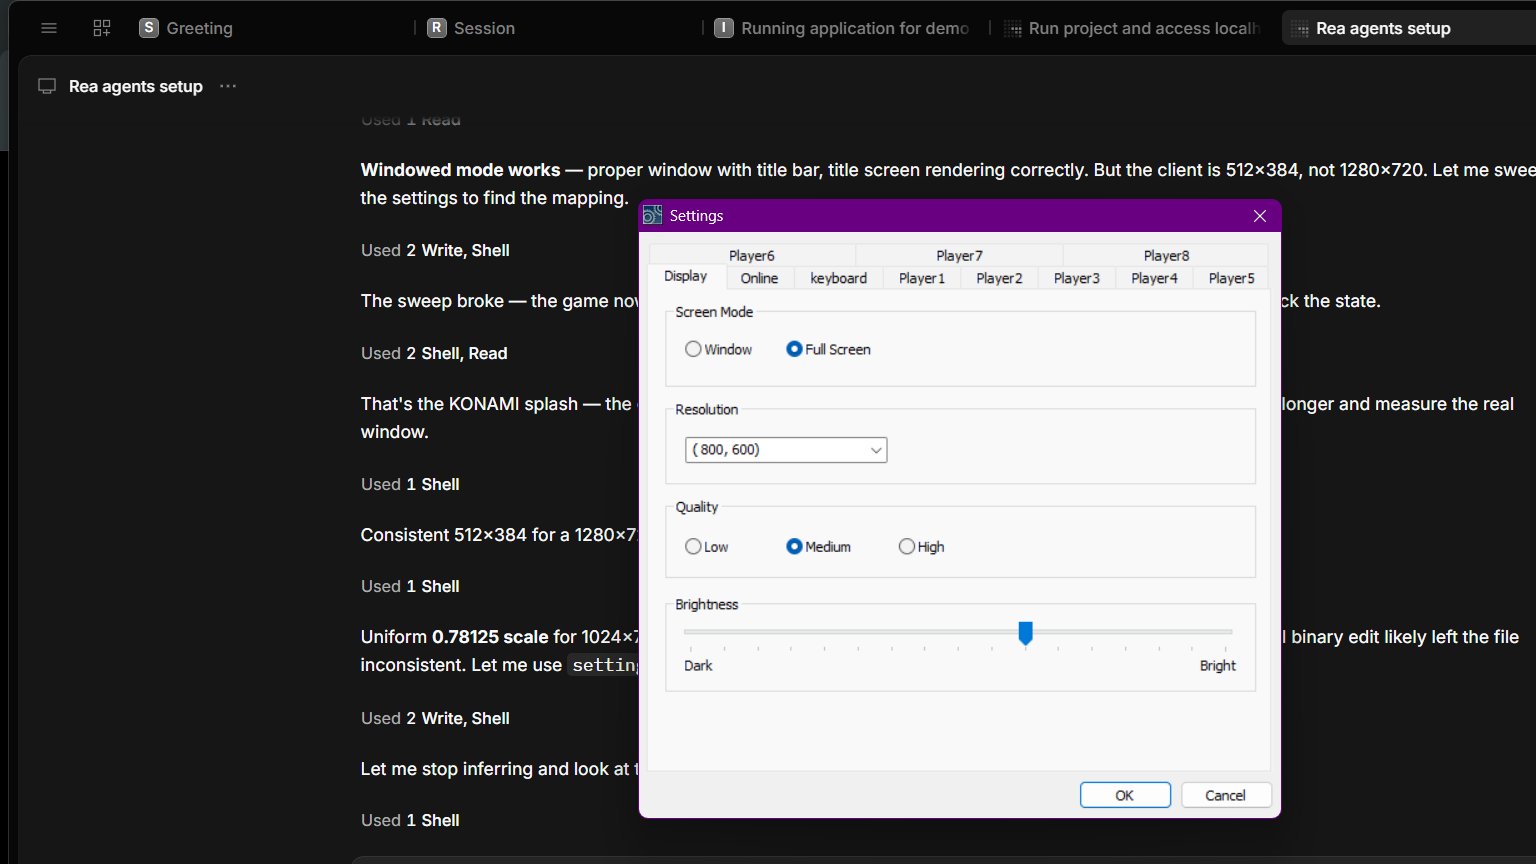 S Greeting
R Session
I Running application for demo
Run project and access localh
Rea agents setup
Rea agents setup ...
Used 1 Read
Windowed mode works — proper window with title bar, title screen rendering correctly. But the client is 512×384, not 1280×720. Let me swee
the settings to find the mapping.
Used 2 Write, Shell
The sweep broke — the game now
ck the state.
Used 2 Shell, Read
That's the KONAMI splash — the
longer and measure the real
window.
Used 1 Shell
Consistent 512×384 for a 1280×7
Used 1 Shell
Uniform 0.78125 scale for 1024×7
l binary edit likely left the file
inconsistent. Let me use setting
Used 2 Write, Shell
Let me stop inferring and look at t
Used 1 Shell
Settings
Player6 Player7 Player8
Display Online keyboard Player1 Player2 Player3 Player4 Player5
Screen Mode
Window Full Screen
Resolution
( 800, 600)
Quality
Low Medium High
Brightness
Dark Bright
OK Cancel